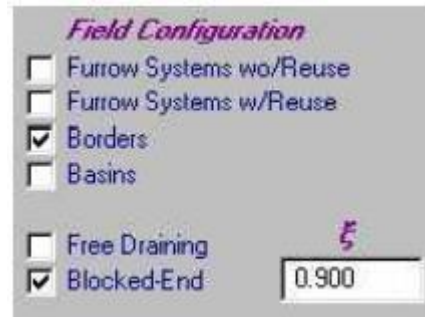 Field Configuration
Furrow Systems wo/Reuse
Furrow Systems w/Reuse
Borders
Basins
Free Draining
ξ
Blocked-End
0.900